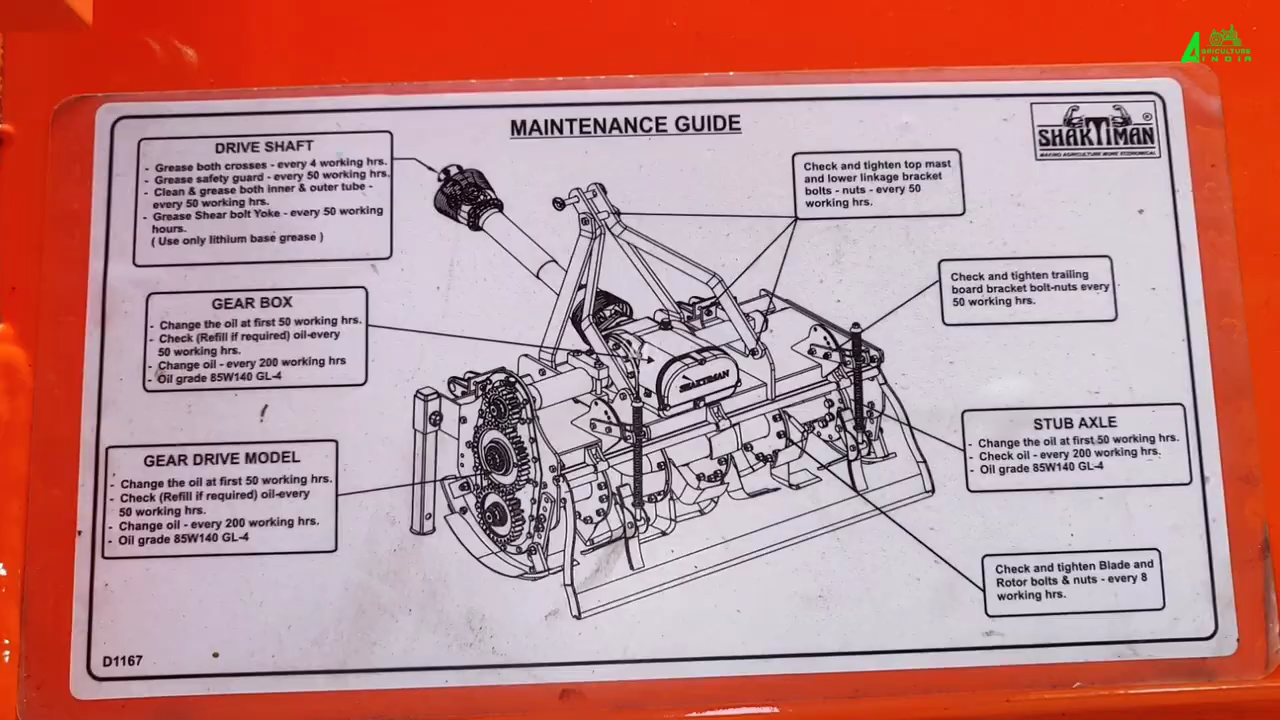 AGRICULTURE
INDIA
MAINTENANCE GUIDE
SHAKTIMAN®
MAKING AGRICULTURE MORE ECONOMICAL
DRIVE SHAFT
- Grease both crosses - every 4 working hrs.
- Grease safety guard - every 50 working hrs.
- Clean & grease both inner & outer tube -
every 50 working hrs.
- Grease Shear bolt Yoke - every 50 working
hours.
( Use only lithium base grease )
Check and tighten top mast
and lower linkage bracket
bolts - nuts - every 50
working hrs.
Check and tighten trailing
board bracket bolt-nuts every
50 working hrs.
GEAR BOX
- Change the oil at first 50 working hrs.
- Check (Refill if required) oil-every
50 working hrs.
- Change oil - every 200 working hrs
- Oil grade 85W140 GL-4
SHAKTIMAN
STUB AXLE
- Change the oil at first 50 working hrs.
- Check oil - every 200 working hrs.
- Oil grade 85W140 GL-4
GEAR DRIVE MODEL
- Change the oil at first 50 working hrs.
- Check (Refill if required) oil-every
50 working hrs.
- Change oil - every 200 working hrs.
- Oil grade 85W140 GL-4
Check and tighten Blade and
Rotor bolts & nuts - every 8
working hrs.
D1167